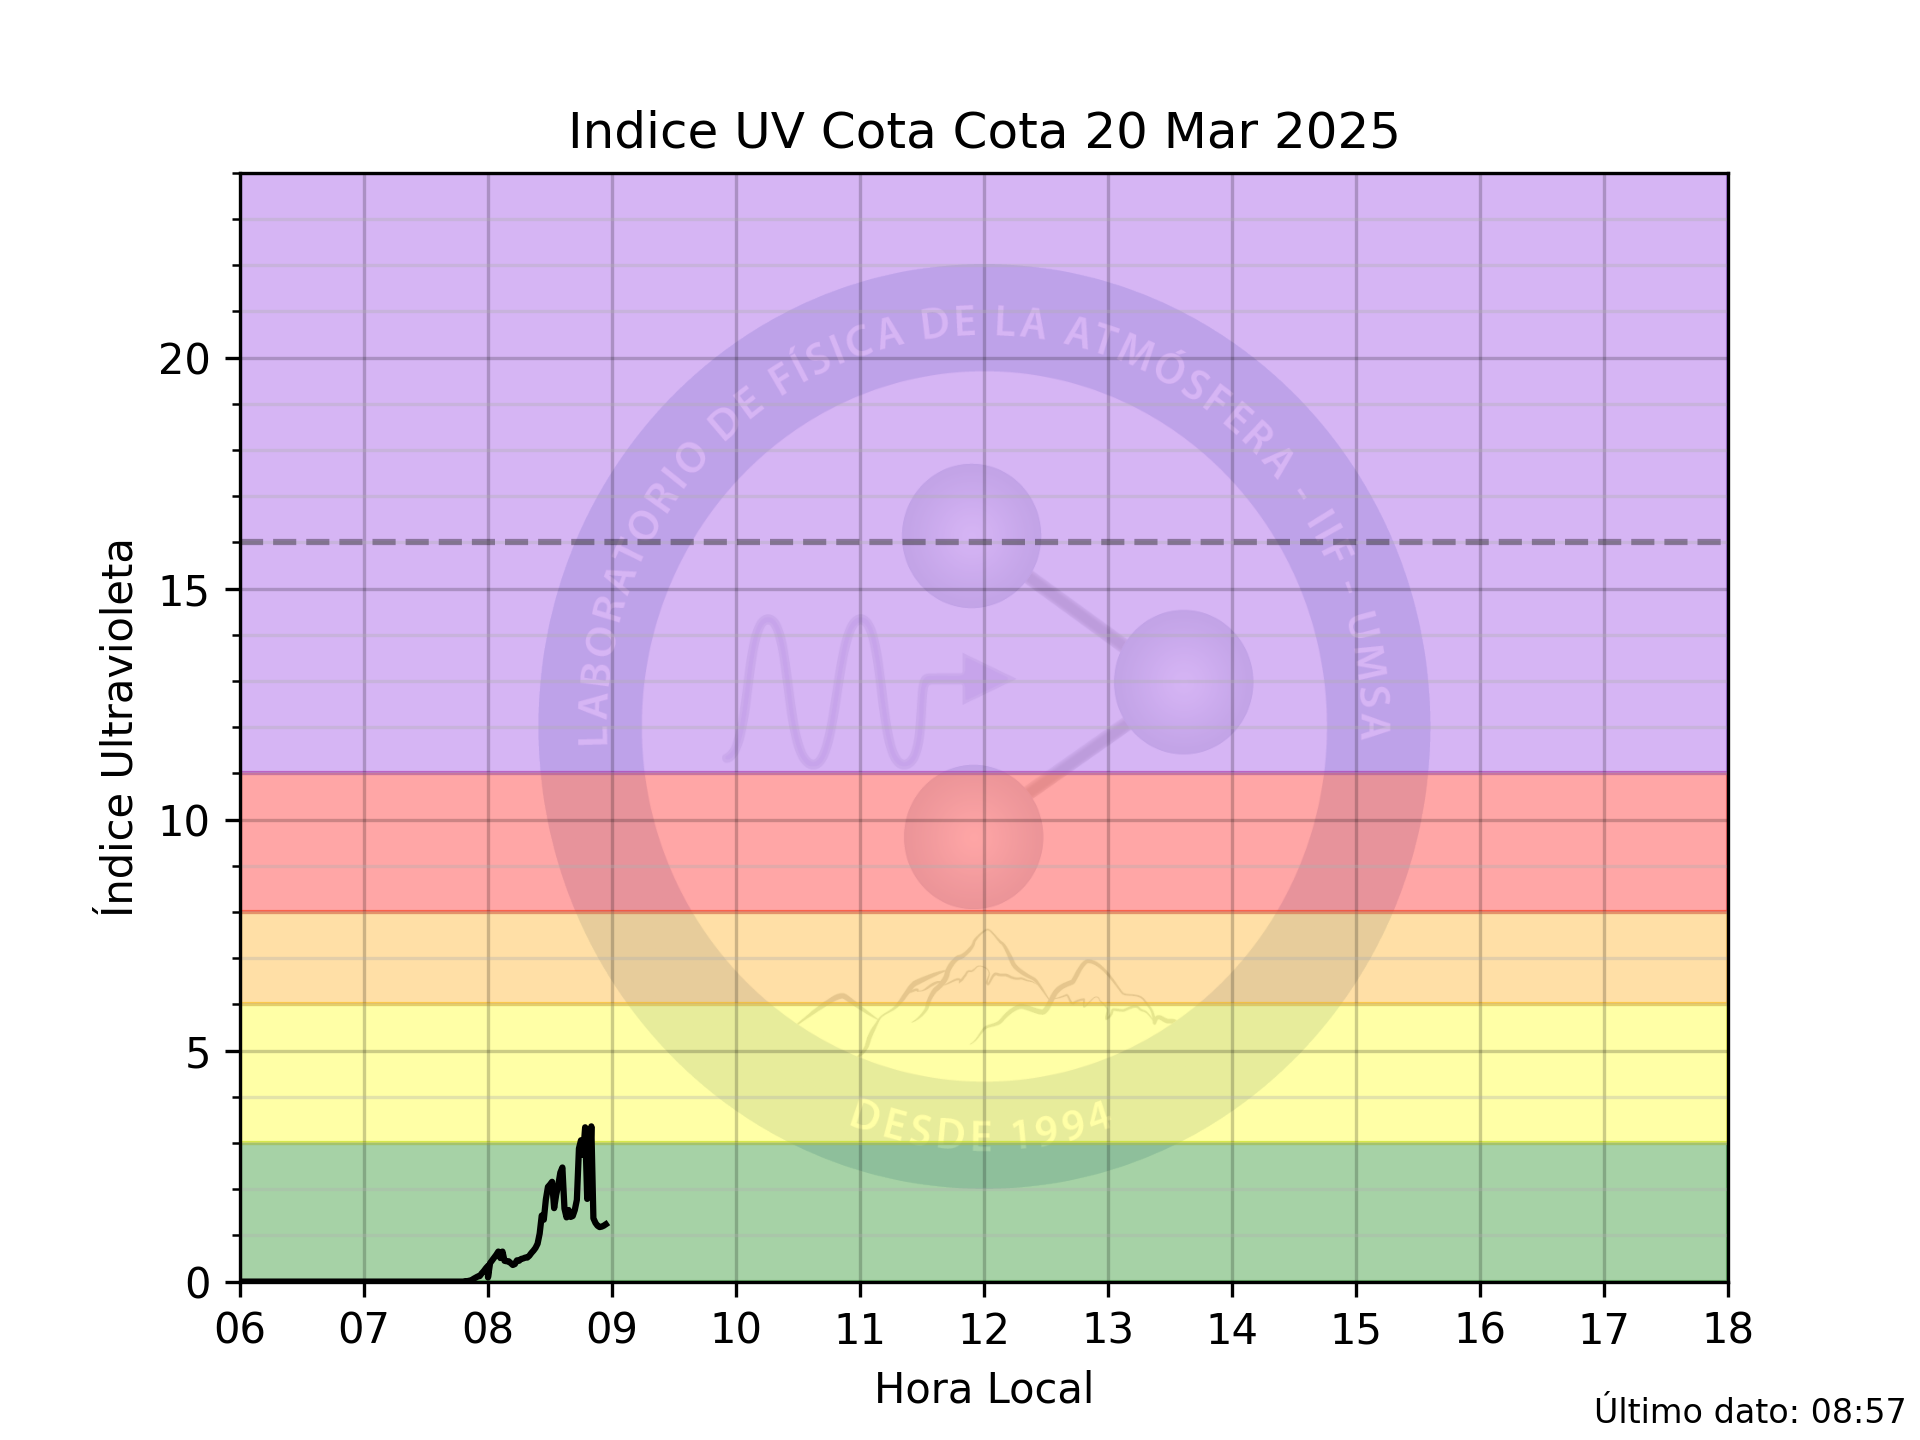 Indice UV Cota Cota 20 Mar 2025
Índice Ultravioleta
20
15
10
5
0
LABORATORIO DE FÍSICA DE LA ATMÓSFERA - IIF - UMSA
DESDE 1994
06 07 08 09 10 11 12 13 14 15 16 17 18
Hora Local
Último dato: 08:57